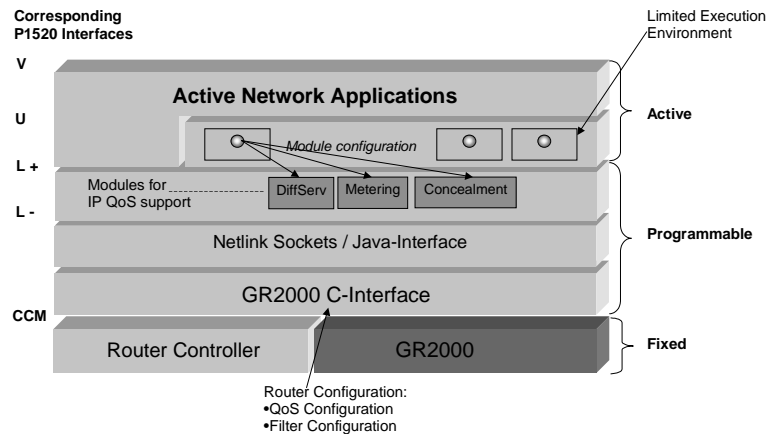 Corresponding
P1520 Interfaces
Limited Execution
Environment
V
Active Network Applications
U
Active
Module configuration
L +
Modules for
IP QoS support
DiffServ
Metering
Concealment
L -
Programmable
Netlink Sockets / Java-Interface
GR2000 C-Interface
CCM
Router Controller
GR2000
Fixed
Router Configuration:
•QoS Configuration
•Filter Configuration